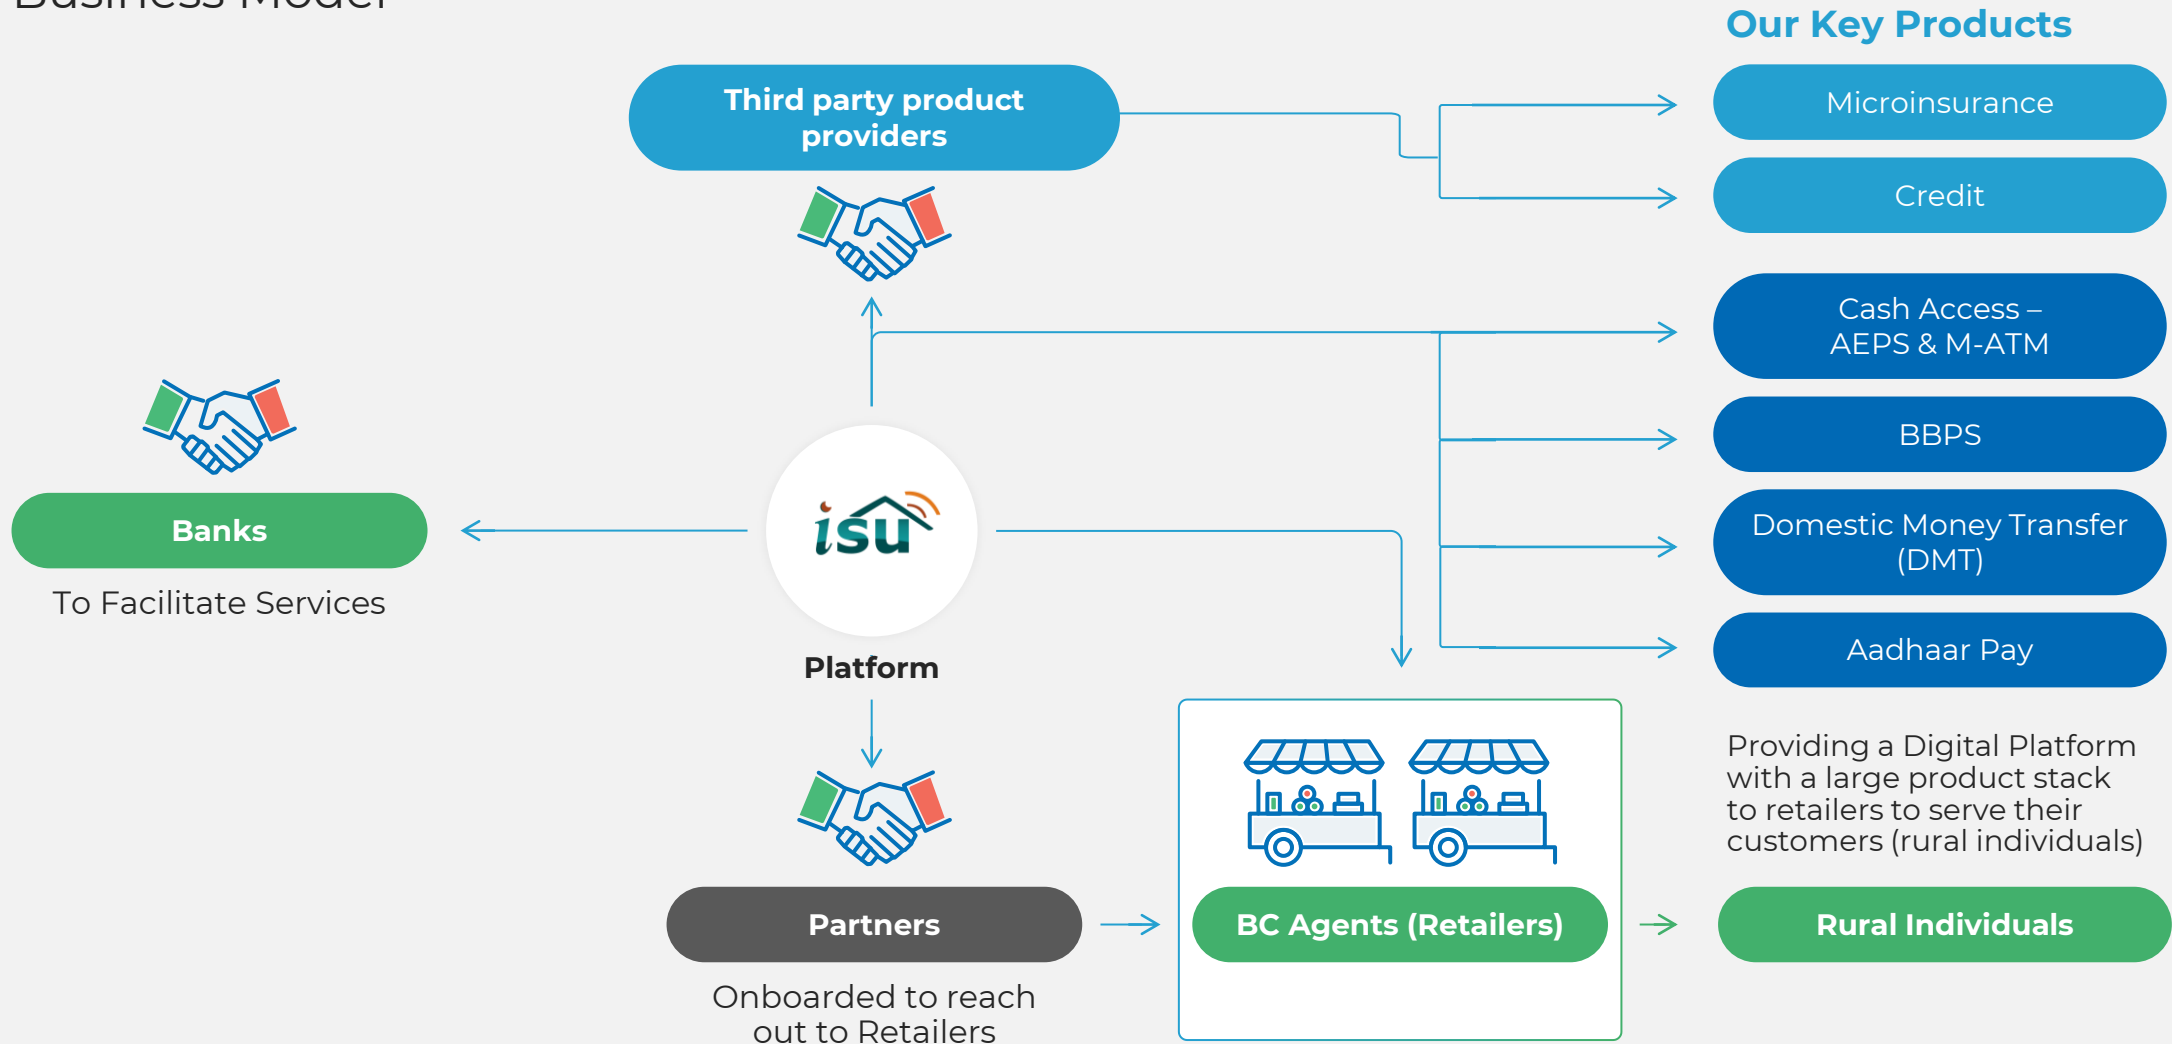 Business Model
Our Key Products
Third party product
providers
Microinsurance
Credit
Cash Access –
AEPS & M-ATM
BBPS
Domestic Money Transfer
(DMT)
Aadhaar Pay
Banks
To Facilitate Services
isu
Platform
Providing a Digital Platform
with a large product stack
to retailers to serve their
customers (rural individuals)
Partners
BC Agents (Retailers)
Rural Individuals
Onboarded to reach
out to Retailers